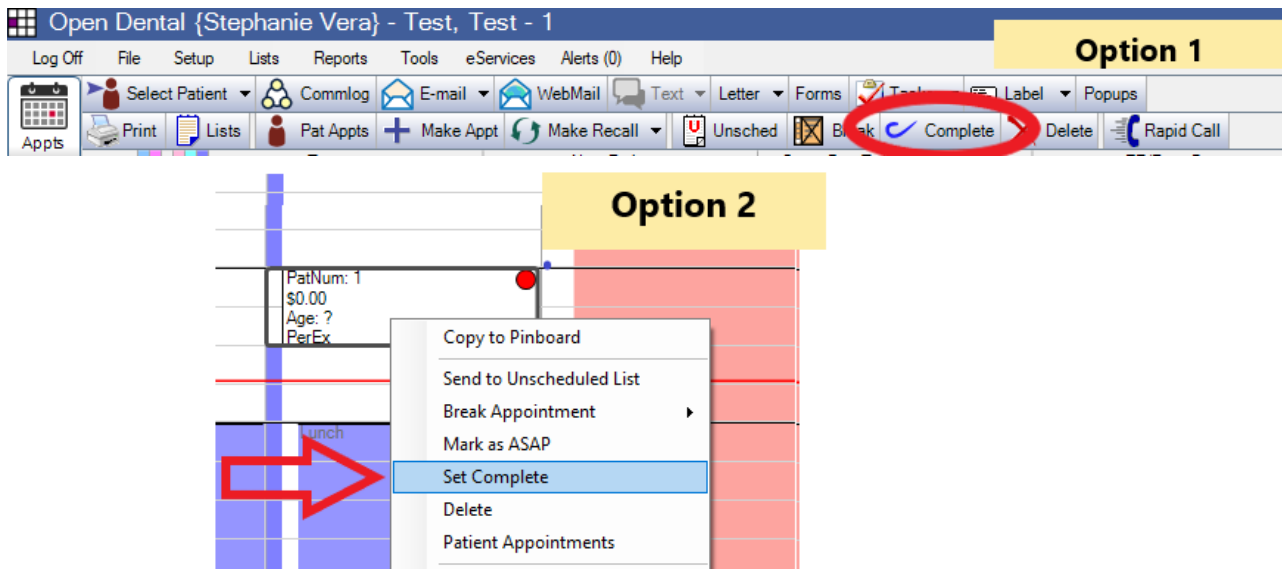 Open Dental {Stephanie Vera} - Test, Test - 1
Option 1
Log Off File Setup Lists Reports Tools eServices Alerts (0) Help
Select Patient Commlog E-mail WebMail Text Letter Forms Label Popups
Appts
Print Lists Pat Appts Make Appt Make Recall Unsched Complete Delete Rapid Call
Option 2
PatNum: 1
$0.00
Age: ?
PerEx
Copy to Pinboard
Send to Unscheduled List
Break Appointment
Mark as ASAP
Lunch
Set Complete
Delete
Patient Appointments